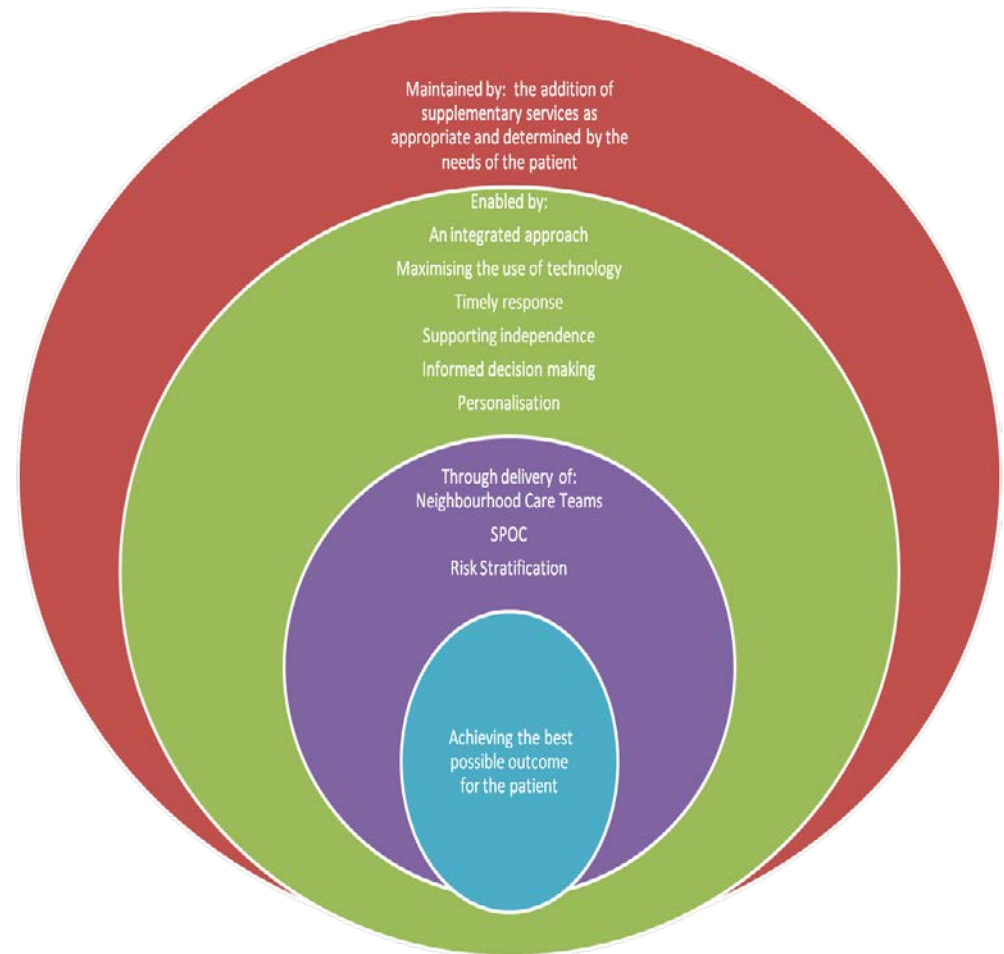 Maintained by:  the addition of
supplementary services as
appropriate and determined by the
needs of the patient
Enabled by:
An integrated approach
Maximising the use of technology
Timely response
Supporting independence
Informed decision making
Personalisation
Through delivery of:
Neighbourhood Care Teams
SPOC
Risk Stratification
Achieving the best
possible outcome
for the patient